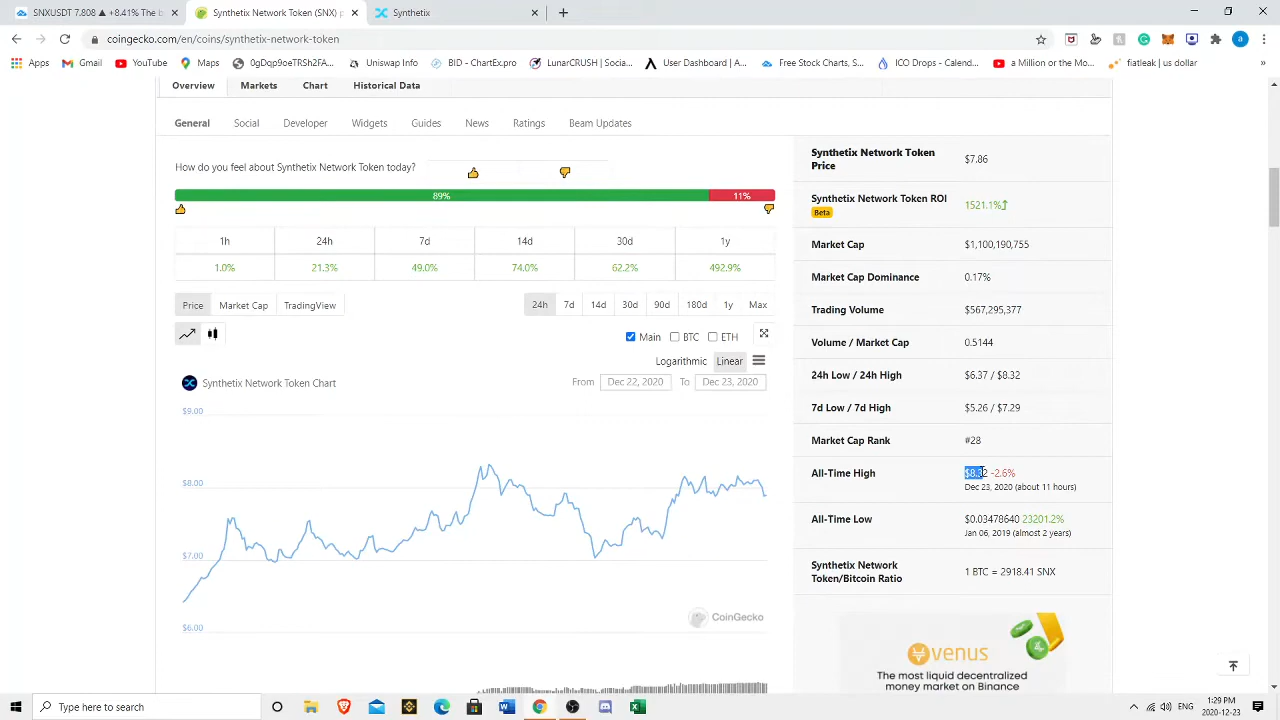 SNXUSDT 7.808 ▲ +8.41% The b
Synthetix Network Token (SNX) p
Synthetix
coingecko.com/en/coins/synthetix-network-token
Apps
Gmail
YouTube
Maps
Uniswap Info
BID - ChartEx.pro
LunarCRUSH | Socia...
User Dashboard | A...
Free Stock Charts, S...
ICO Drops - Calend...
a Million or the Mo...
fiatleak | us dollar
»
Overview Markets Chart Historical Data
General Social Developer Widgets Guides News Ratings Beam Updates
How do you feel about Synthetix Network Token today?
89% 11%
1h 24h 7d 14d 30d 1y
1.0% 21.3% 49.0% 74.0% 62.2% 492.9%
Price Market Cap TradingView
24h 7d 14d 30d 90d 180d 1y Max
Main BTC ETH
Logarithmic Linear
Synthetix Network Token Chart
From Dec 22, 2020 To Dec 23, 2020
$9.00
$8.00
$7.00
$6.00
CoinGecko
Synthetix Network Token
Price
$7.86
Synthetix Network Token ROI
Beta
1521.1%
Market Cap $1,100,190,755
Market Cap Dominance 0.17%
Trading Volume $567,295,377
Volume / Market Cap 0.5144
24h Low / 24h High $6.37 / $8.32
7d Low / 7d High $5.26 / $7.29
Market Cap Rank #28
All-Time High $8.32 -2.6%
Dec 23, 2020 (about 11 hours)
All-Time Low $0.03478640 23201.2%
Jan 06, 2019 (almost 2 years)
Synthetix Network
Token/Bitcoin Ratio
1 BTC = 2918.41 SNX
venus
The most liquid decentralized
money market on Binance
Type here to search
ENG
1:29 PM
2020-12-23